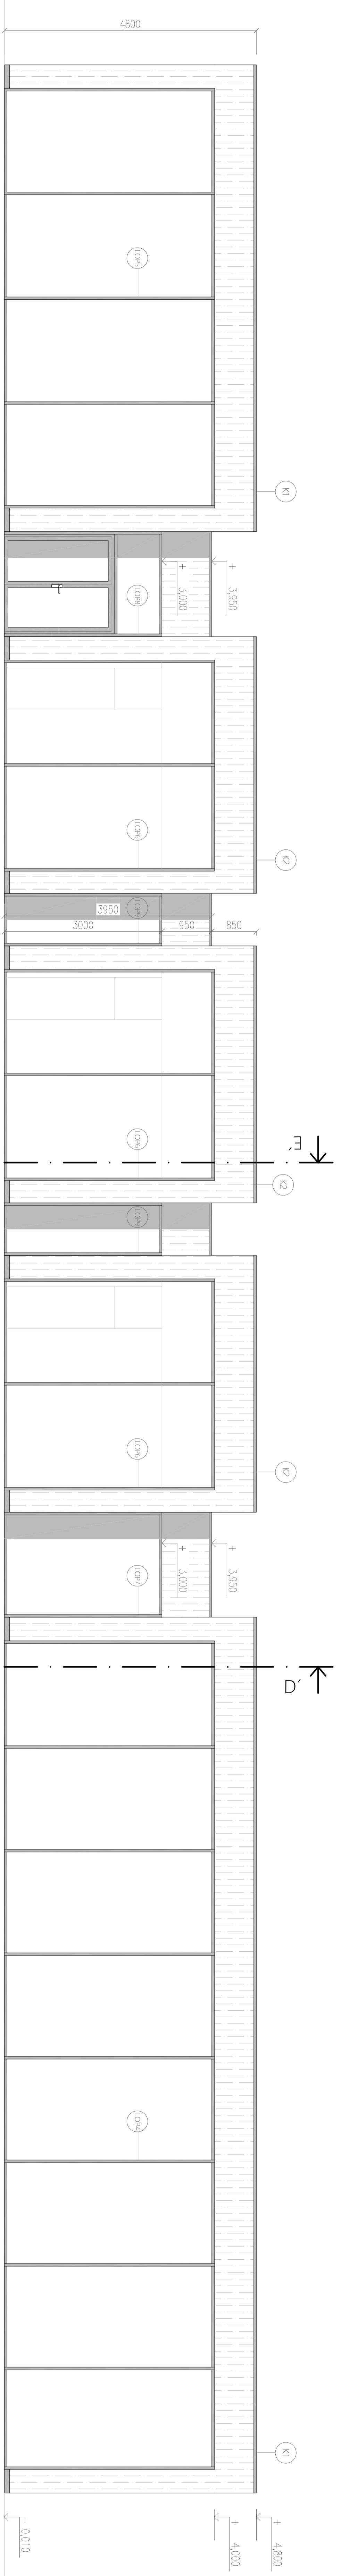 4800
LOP5
K1
+ 3,950
+ 3,000
LOP8
K2
LOP6
3950
3000
950
850
K2
LOP6
E'
K2
LOP6
+ 3,950
+ 3,000
LOP7
D'
LOP4
K1
+ 4,800
+ 4,000
- 0,010